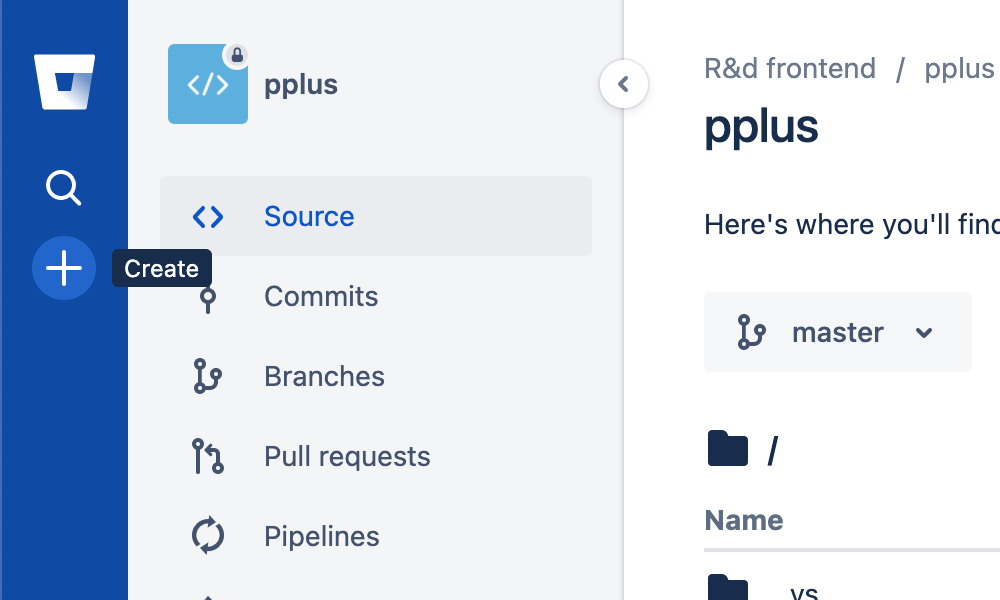 pplus
Source
Create
Commits
Branches
Pull requests
Pipelines
R&d frontend / pplus
pplus
Here's where you'll find
master
/
Name
vs